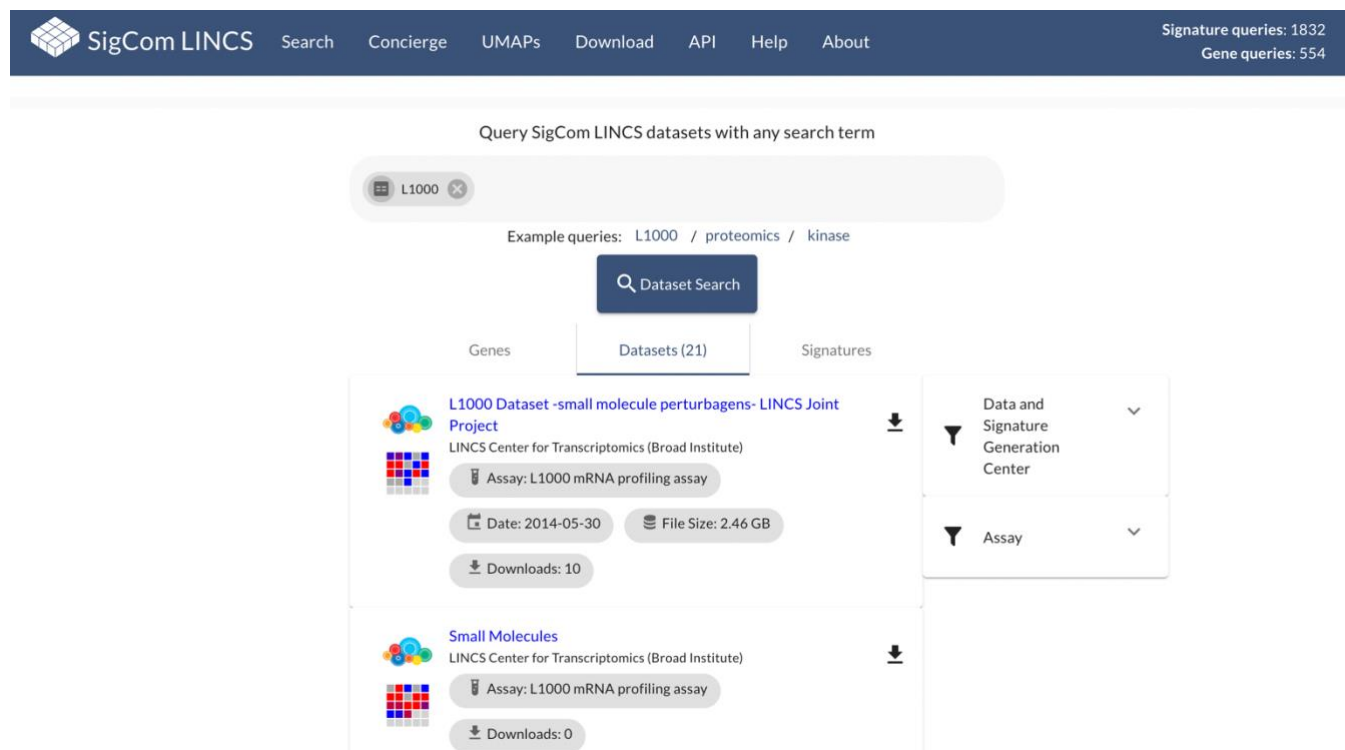 SigCom LINCS Search Concierge UMAPs Download API Help About
Signature queries: 1832
Gene queries: 554
Query SigCom LINCS datasets with any search term
L1000
Example queries: L1000 / proteomics / kinase
Dataset Search
Genes Datasets (21) Signatures
L1000 Dataset -small molecule perturbagens- LINCS Joint
Project
LINCS Center for Transcriptomics (Broad Institute)
Assay: L1000 mRNA profiling assay
Date: 2014-05-30 File Size: 2.46 GB
Downloads: 10
Data and
Signature
Generation
Center
Assay
Small Molecules
LINCS Center for Transcriptomics (Broad Institute)
Assay: L1000 mRNA profiling assay
Downloads: 0